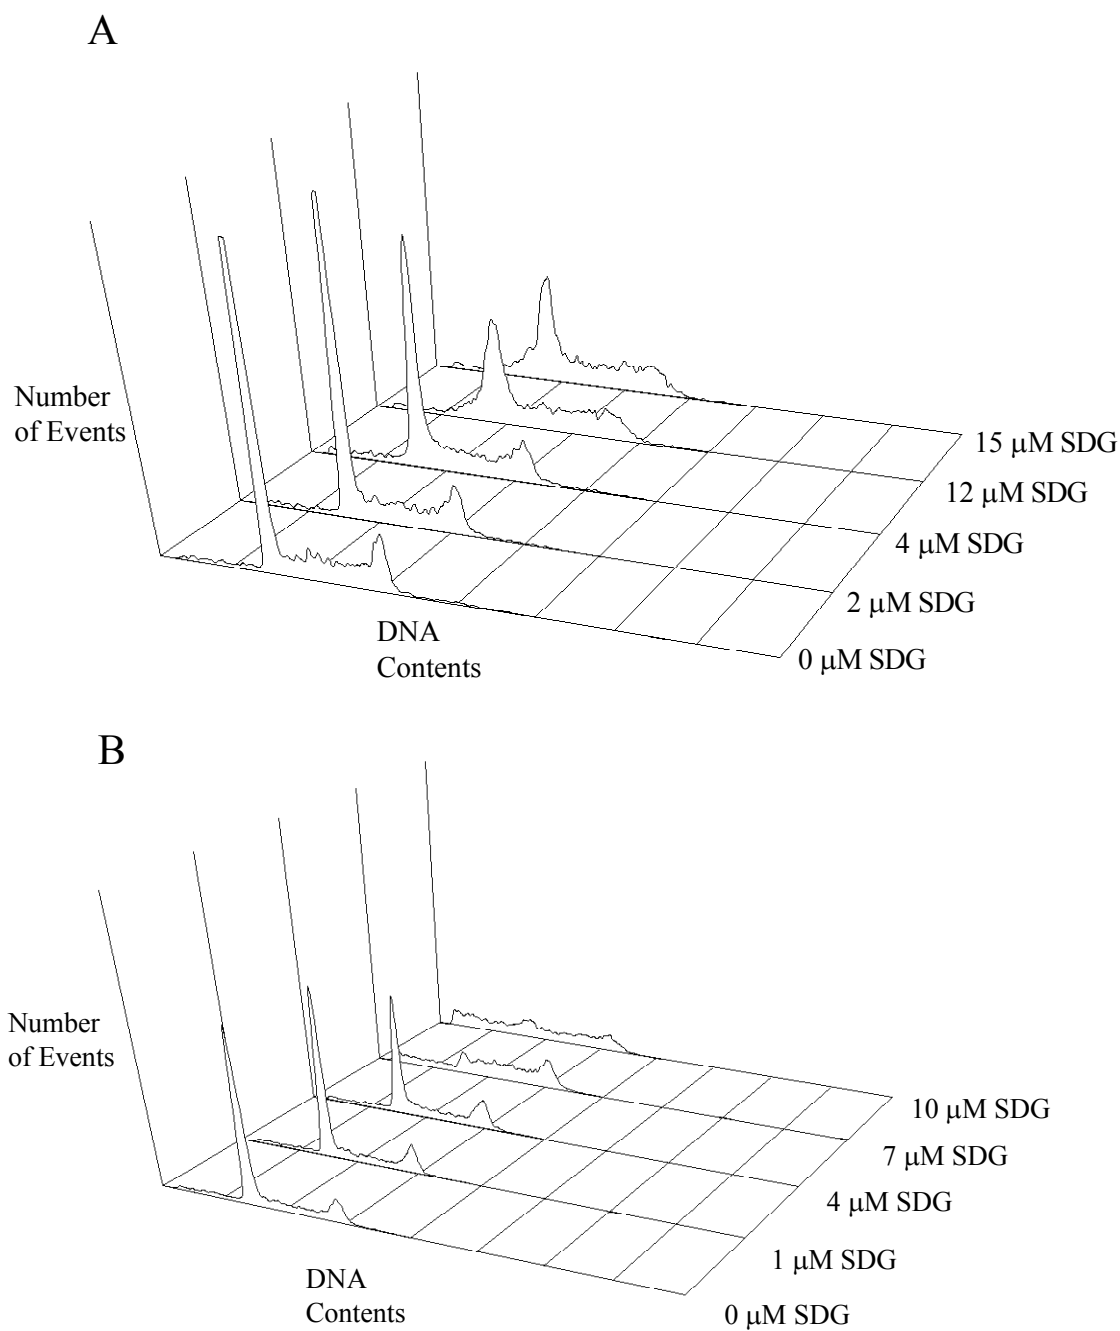 A
Number
of Events
15 μM SDG
12 μM SDG
4 μM SDG
2 μM SDG
0 μM SDG
DNA
Contents
B
Number
of Events
10 μM SDG
7 μM SDG
4 μM SDG
1 μM SDG
0 μM SDG
DNA
Contents